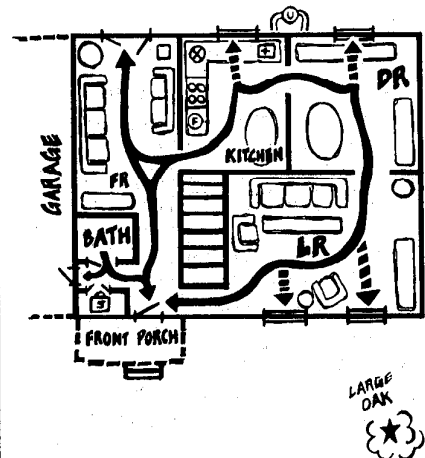 U
DR
KITCHEN
F
GARAGE
FR
BATH
LR
S
FRONT PORCH
LARGE
OAK